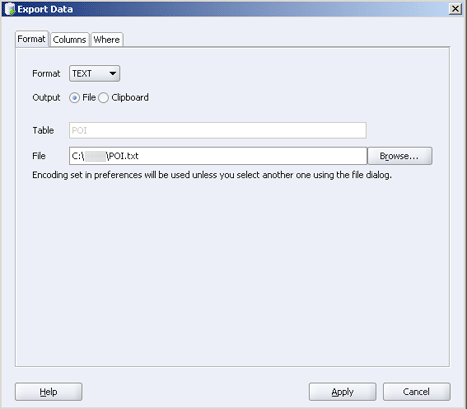 Export Data
Format Columns Where
Format TEXT
Output File Clipboard
Table POI
File C:\ \POI.txt Browse...
Encoding set in preferences will be used unless you select another one using the file dialog.
Help Apply Cancel